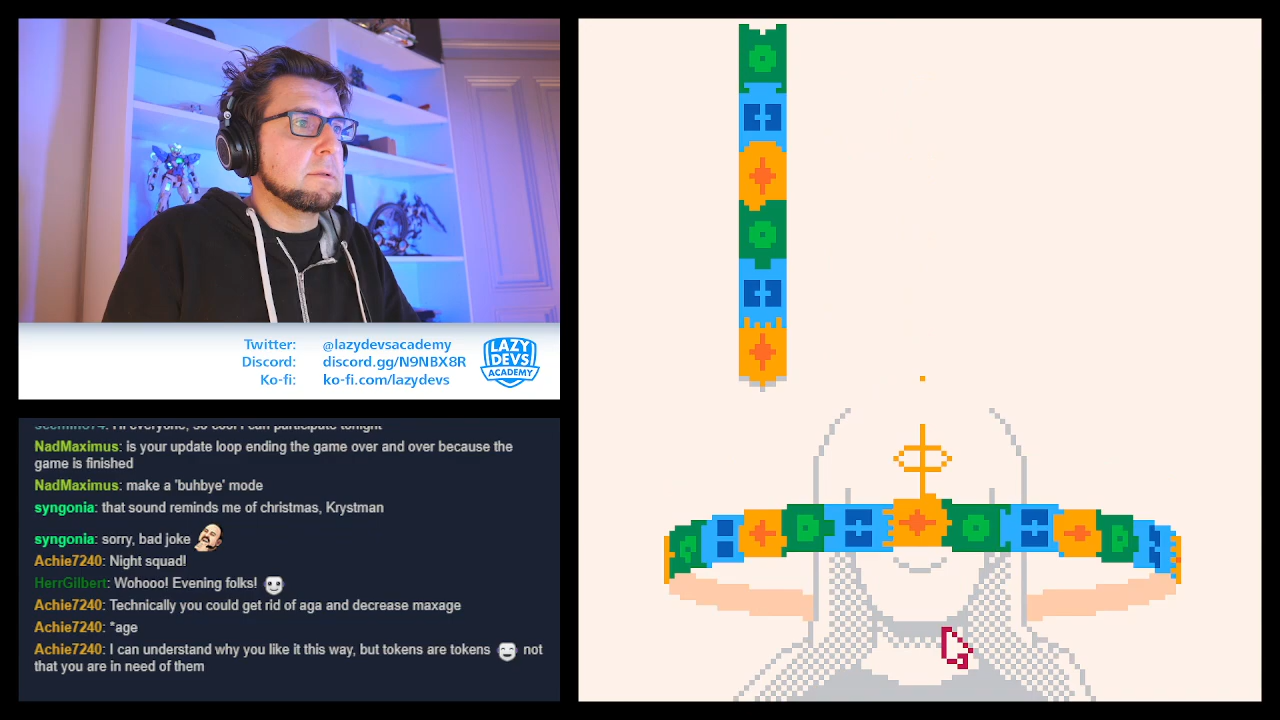 Twitter: @lazydevsacademy
Discord: discord.gg/N9NBX8R
Ko-fi: ko-fi.com/lazydevs
LAZY
DEVS
ACADEMY
NadMaximus: is your update loop ending the game over and over because the
game is finished
NadMaximus: make a 'buhbye' mode
syngonia: that sound reminds me of christmas, Krystman
syngonia: sorry, bad joke
Achie7240: Night squad!
HerrGilbert: Wohooo! Evening folks!
Achie7240: Technically you could get rid of aga and decrease maxage
Achie7240: *age
Achie7240: I can understand why you like it this way, but tokens are tokens not
that you are in need of them